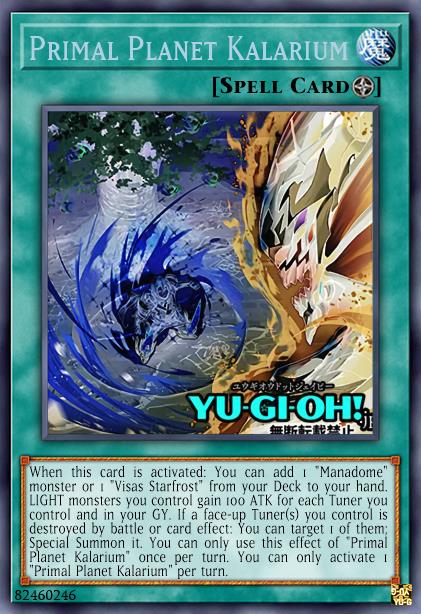 PRIMAL PLANET KALARIUM
魔
[SPELL CARD]
ユウギオウドットジェイピー
YU-GI-OH!
無断転載禁止
When this card is activated: You can add 1 "Manadome"
monster or 1 "Visas Starfrost" from your Deck to your hand.
LIGHT monsters you control gain 100 ATK for each Tuner you
control and in your GY. If a face-up Tuner(s) you control is
destroyed by battle or card effect: You can target 1 of them;
Special Summon it. You can only use this effect of "Primal
Planet Kalarium" once per turn. You can only activate 1
"Primal Planet Kalarium" per turn.
82460246